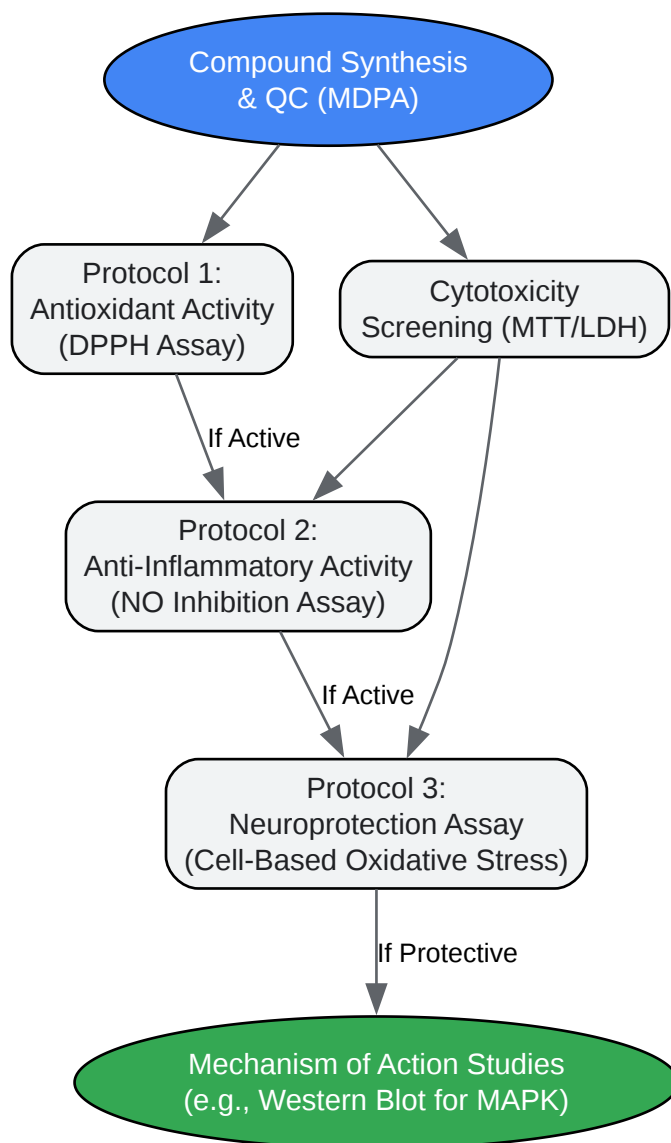 Compound Synthesis
& QC (MDPA)
Protocol 1:
Antioxidant Activity
(DPPH Assay)
Cytotoxicity
Screening (MTT/LDH)
If Active
Protocol 2:
Anti-Inflammatory Activity
(NO Inhibition Assay)
If Active
Protocol 3:
Neuroprotection Assay
(Cell-Based Oxidative Stress)
If Protective
Mechanism of Action Studies
(e.g., Western Blot for MAPK)